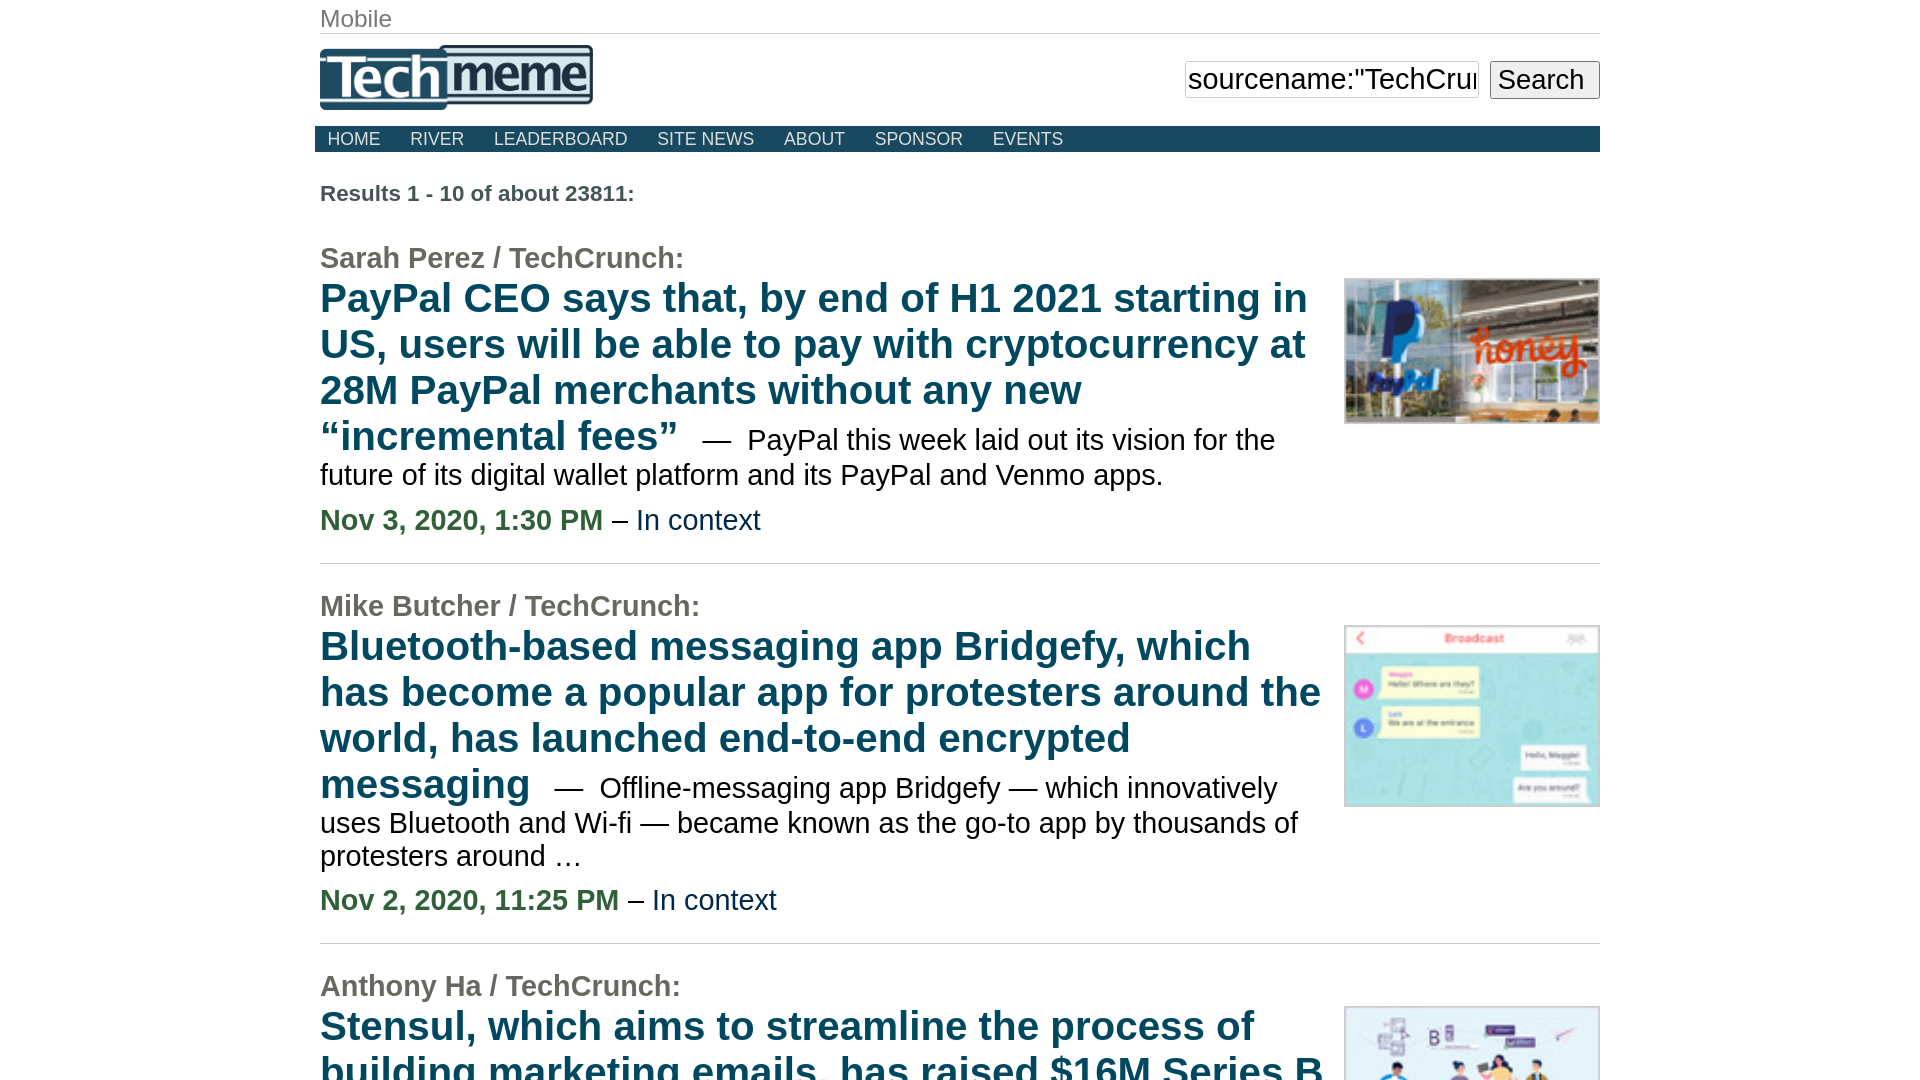 Mobile
Techmeme
sourcename:"TechCrun
Search
HOME RIVER LEADERBOARD SITE NEWS ABOUT SPONSOR EVENTS
Results 1 - 10 of about 23811:
Sarah Perez / TechCrunch:
PayPal CEO says that, by end of H1 2021 starting in
US, users will be able to pay with cryptocurrency at
28M PayPal merchants without any new
“incremental fees” — PayPal this week laid out its vision for the
future of its digital wallet platform and its PayPal and Venmo apps.
PayPal
honey
Nov 3, 2020, 1:30 PM – In context
Mike Butcher / TechCrunch:
Bluetooth-based messaging app Bridgefy, which
has become a popular app for protesters around the
world, has launched end-to-end encrypted
messaging — Offline-messaging app Bridgefy — which innovatively
uses Bluetooth and Wi-fi — became known as the go-to app by thousands of
protesters around …
Broadcast
M
Hello! Where are they?
L
We are at the entrance
Hello, Maggie!
Are you around?
Nov 2, 2020, 11:25 PM – In context
Anthony Ha / TechCrunch:
Stensul, which aims to streamline the process of
building marketing emails, has raised $16M Series B
B